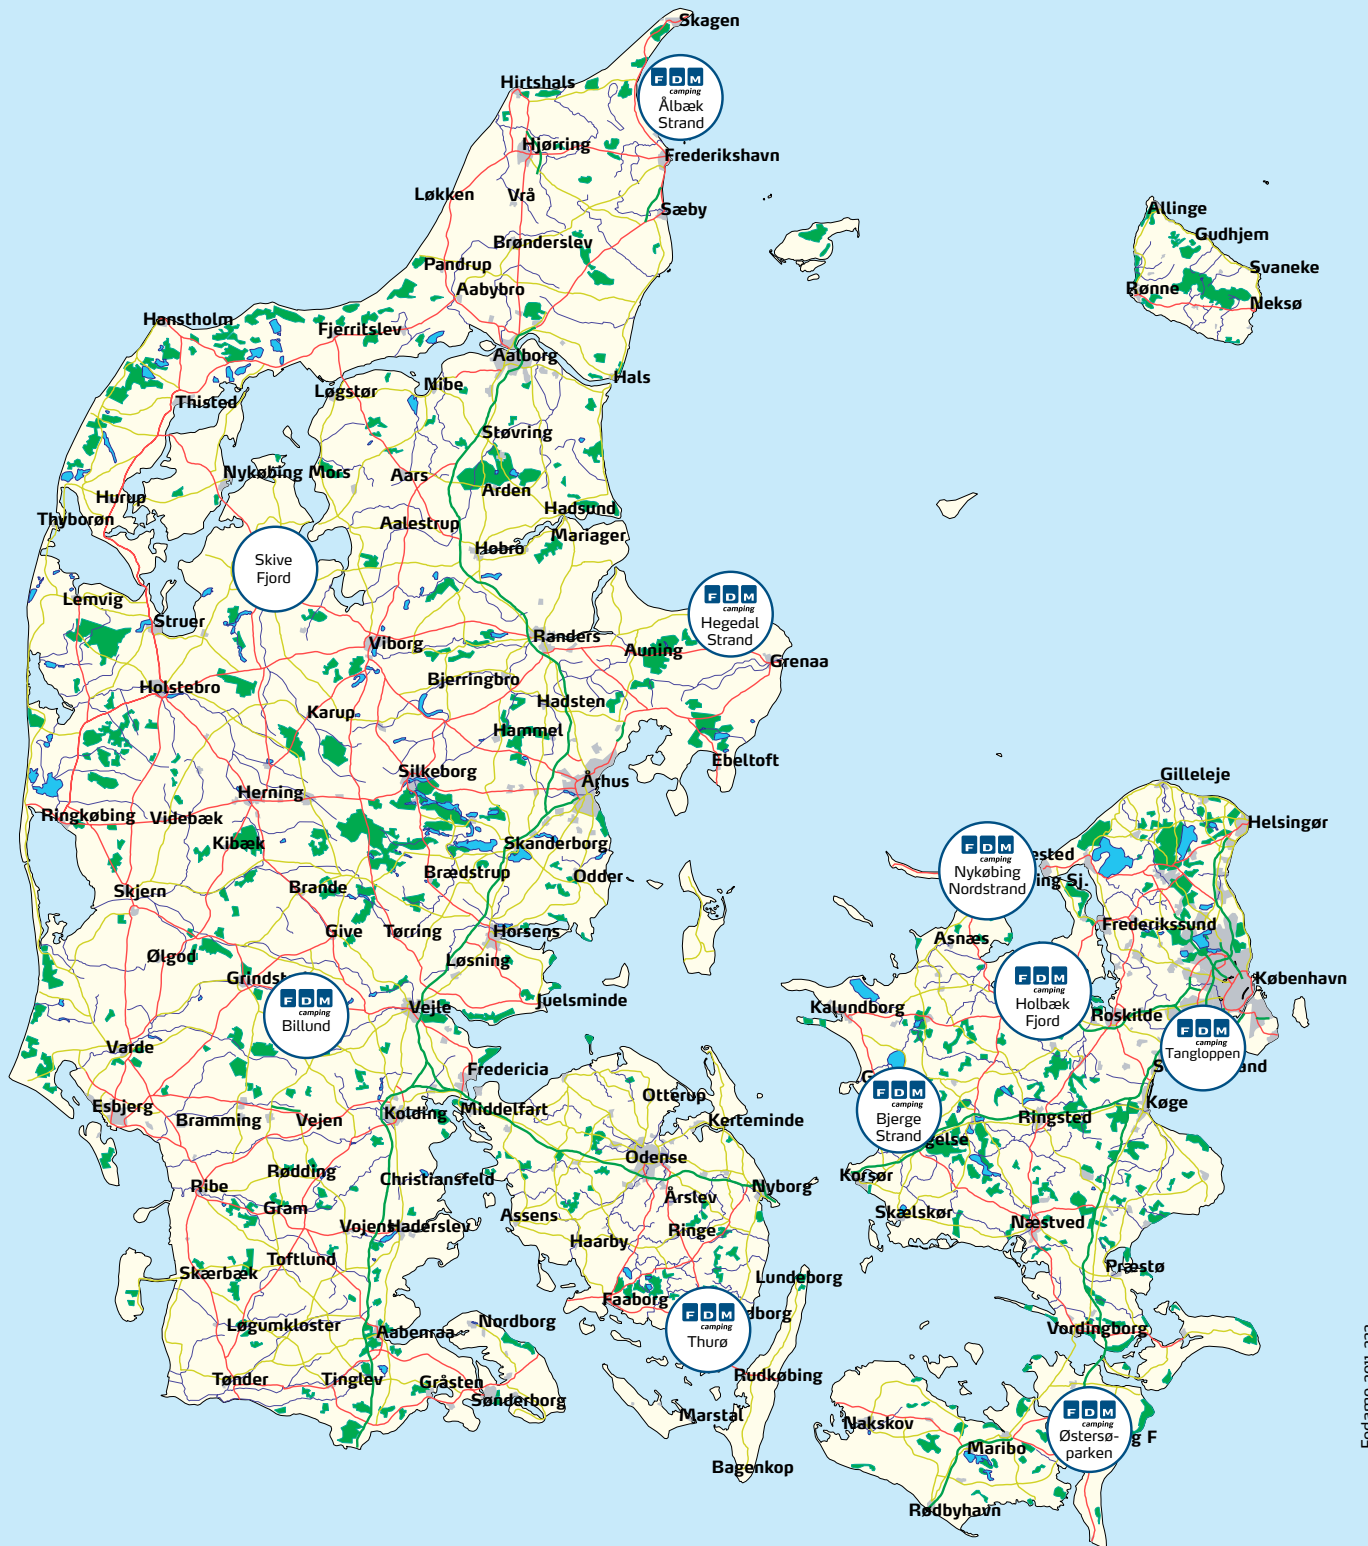 Skagen
Hirtshals
FDM
camping
Ålbæk
Strand
Hjørring
Frederikshavn
Løkken
Vrå
Sæby
Allinge
Brønderslev
Gudhjem
Pandrup
Svaneke
Aabybro
Rønne
Neksø
Hanstholm
Fjerritslev
Aalborg
Hals
Nibe
Løgstør
Thisted
Støvring
Nykøbing Mors
Aars
Arden
Hurup
Hadsund
Thyborøn
Aalestrup
Mariager
Hobro
Skive
Fjord
Lemvig
FDM
camping
Hegedal
Strand
Struer
Randers
Viborg
Auning
Grenaa
Bjerringbro
Holstebro
Hadsten
Karup
Hammel
Ebeltoft
Silkeborg
Århus
Gilleleje
Herning
Ringkøbing
Videbæk
Helsingør
Kibæk
Skanderborg
FDM
camping
Nykøbing
Nordstrand
ested
ing Sj.
Brædstrup
Odder
Skjern
Brande
Give
Tørring
Horsens
Frederikssund
Asnæs
Ølgod
Løsning
Grindst
København
FDM
camping
Billund
Vejle
Juelsminde
Kalundborg
FDM
camping
Holbæk
Fjord
Roskilde
Varde
FDM
camping
Tangloppen
S
and
Fredericia
G
Otterup
Esbjerg
Bramming
Vejen
Kolding
Middelfart
Kerteminde
FDM
camping
Bjerge
Strand
gelse
Ringsted
Køge
Odense
Rødding
Christiansfeld
Korsør
Ribe
Årslev
Nyborg
Gram
Assens
Skælskør
Vojens
Haderslev
Ringe
Næstved
Haarby
Toftlund
Skærbæk
Præstø
Lundeborg
Faaborg
dborg
FDM
camping
Thurø
Løgumkloster
Nordborg
Aabenraa
Vordingborg
Tønder
Tinglev
Gråsten
Rudkøbing
Sønderborg
Marstal
Nakskov
FDM
camping
Østersø-
parken
g F
Maribo
Bagenkop
Rødbyhavn